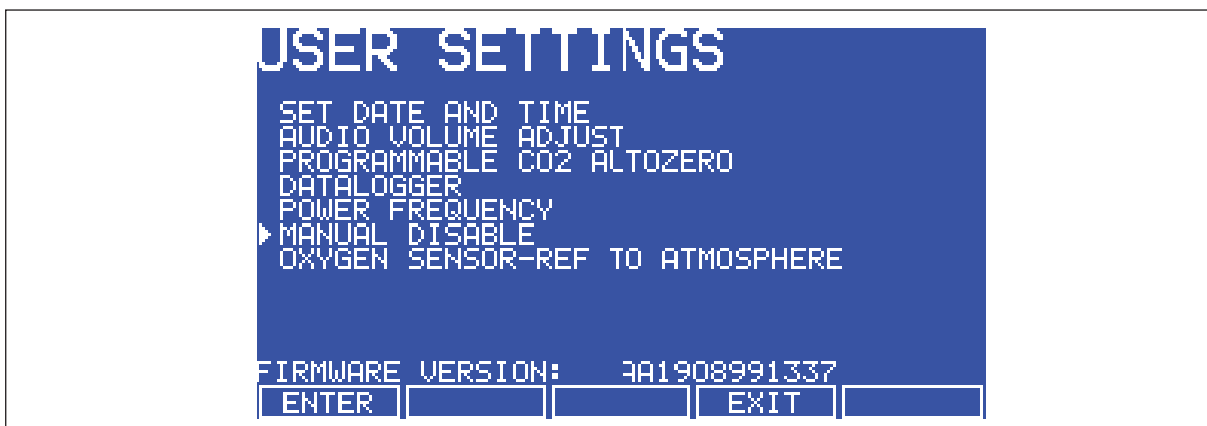 USER SETTINGS
SET DATE AND TIME
AUDIO VOLUME ADJUST
PROGRAMMABLE CO2 ALTOZERO
DATALOGGER
POWER FREQUENCY
MANUAL DISABLE
OXYGEN SENSOR-REF TO ATMOSPHERE
FIRMWARE VERSION: AA1908991337
ENTER EXIT